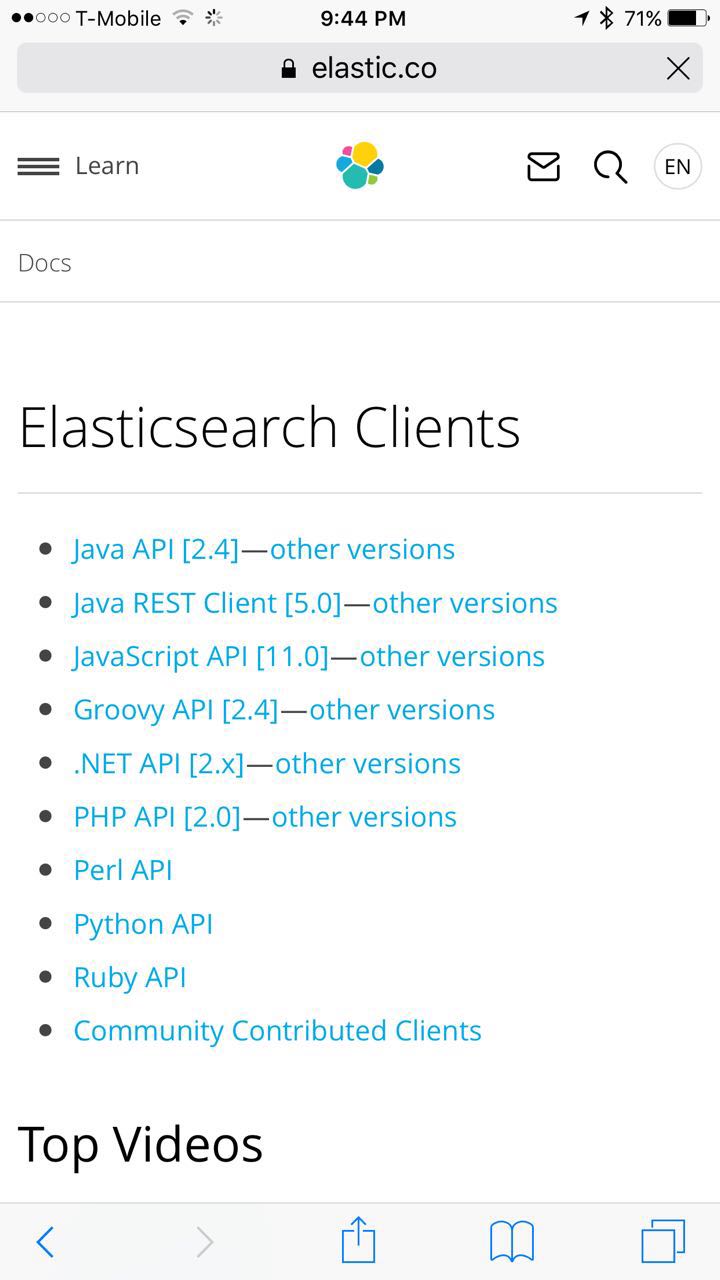 T-Mobile 9:44 PM 71%
elastic.co
Learn EN
Docs
Elasticsearch Clients
Java API [2.4]—other versions
Java REST Client [5.0]—other versions
JavaScript API [11.0]—other versions
Groovy API [2.4]—other versions
.NET API [2.x]—other versions
PHP API [2.0]—other versions
Perl API
Python API
Ruby API
Community Contributed Clients
Top Videos